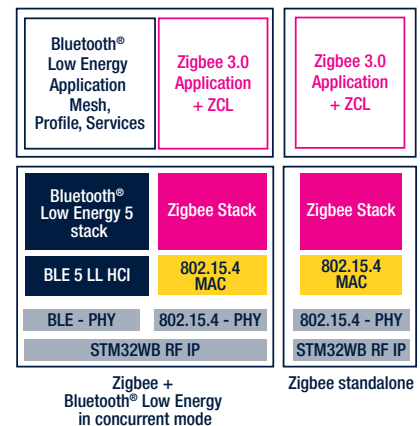 Bluetooth®
Low Energy
Application
Mesh,
Profile, Services
Zigbee 3.0
Application
+ ZCL
Zigbee 3.0
Application
+ ZCL
Bluetooth®
Low Energy 5
stack
Zigbee Stack
Zigbee Stack
BLE 5 LL HCI
802.15.4
MAC
802.15.4
MAC
BLE - PHY
802.15.4 - PHY
802.15.4 - PHY
STM32WB RF IP
STM32WB RF IP
Zigbee +
Bluetooth® Low Energy
in concurrent mode
Zigbee standalone